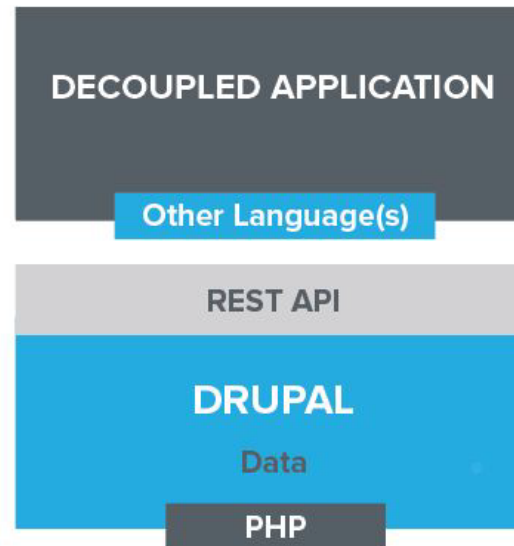 DECOUPLED APPLICATION
Other Language(s)
REST API
DRUPAL
Data
PHP